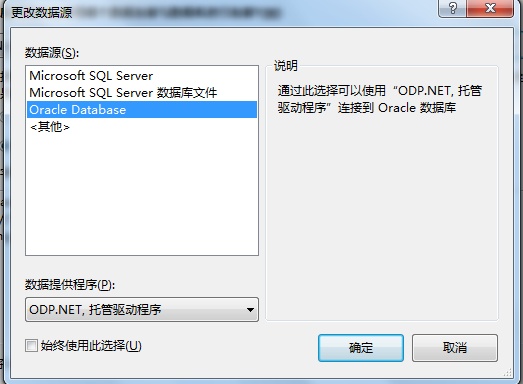 更改数据源
数据源(S):
Microsoft SQL Server
Microsoft SQL Server 数据库文件
Oracle Database
<其他>
说明
通过此选择可以使用“ODP.NET, 托管
驱动程序”连接到 Oracle 数据库
数据提供程序(P):
ODP.NET, 托管驱动程序
始终使用此选择(U)
确定
取消